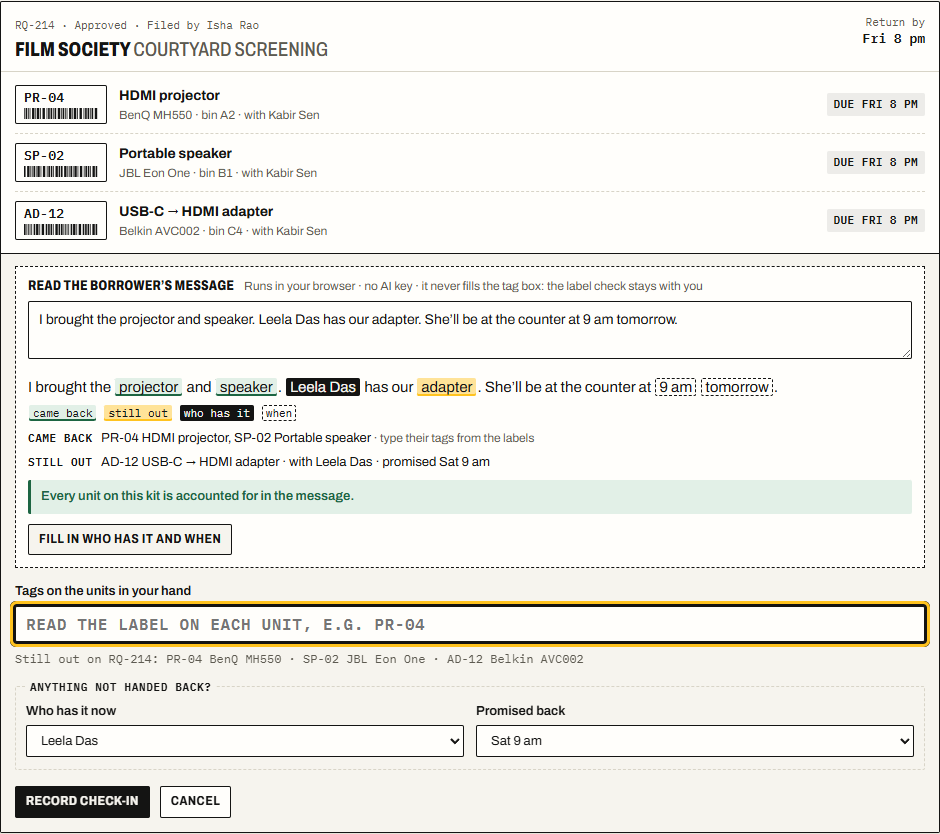 RQ-214 · Approved · Filed by Isha Rao
FILM SOCIETY COURTYARD SCREENING
Return by
Fri 8 pm
PR-04
HDMI projector
BenQ MH550 · bin A2 · with Kabir Sen
DUE FRI 8 PM
SP-02
Portable speaker
JBL Eon One · bin B1 · with Kabir Sen
DUE FRI 8 PM
AD-12
USB-C → HDMI adapter
Belkin AVC002 · bin C4 · with Kabir Sen
DUE FRI 8 PM
READ THE BORROWER’S MESSAGE Runs in your browser · no AI key · it never fills the tag box: the label check stays with you
I brought the projector and speaker. Leela Das has our adapter. She’ll be at the counter at 9 am tomorrow.
I brought the projector and speaker. Leela Das has our adapter. She’ll be at the counter at 9 am tomorrow.
came back still out who has it when
CAME BACK PR-04 HDMI projector, SP-02 Portable speaker · type their tags from the labels
STILL OUT AD-12 USB-C → HDMI adapter · with Leela Das · promised Sat 9 am
Every unit on this kit is accounted for in the message.
FILL IN WHO HAS IT AND WHEN
Tags on the units in your hand
READ THE LABEL ON EACH UNIT, E.G. PR-04
Still out on RQ-214: PR-04 BenQ MH550 · SP-02 JBL Eon One · AD-12 Belkin AVC002
ANYTHING NOT HANDED BACK?
Who has it now
Leela Das
Promised back
Sat 9 am
RECORD CHECK-IN
CANCEL